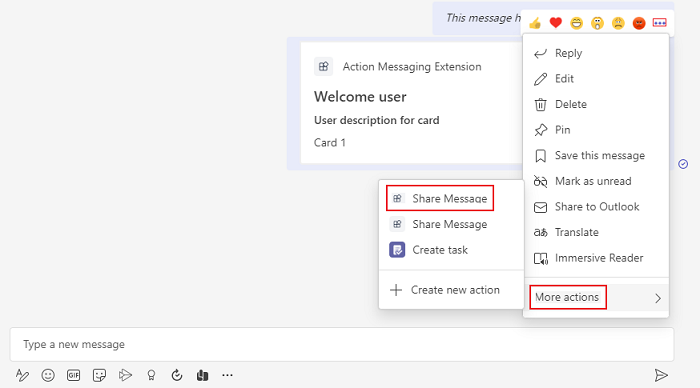 This message h
Action Messaging Extension
Welcome user
User description for card
Card 1
Reply
Edit
Delete
Pin
Save this message
Mark as unread
Share to Outlook
Translate
Immersive Reader
More actions
Share Message
Share Message
Create task
Create new action
Type a new message
GIF